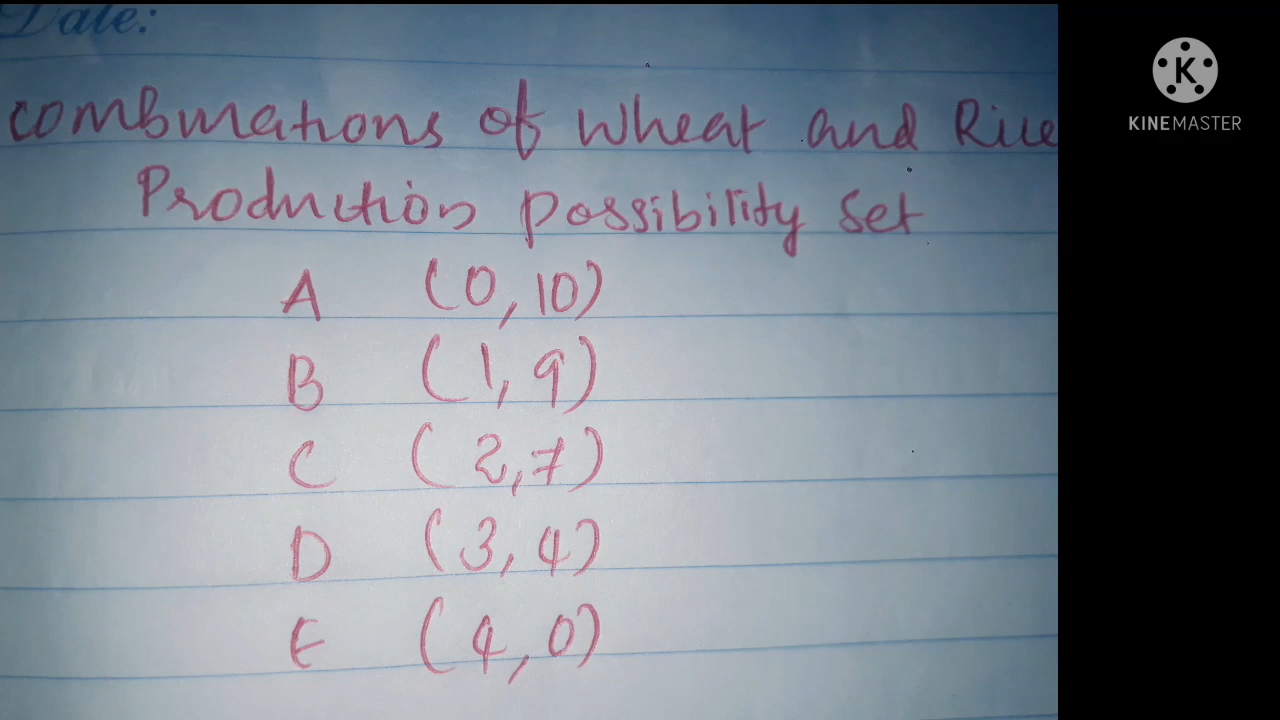 Date:
combinations of wheat and Rice
Production possibility Set
A (0,10)
B (1,9)
C (2,7)
D (3,4)
E (4,0)
KINEMASTER